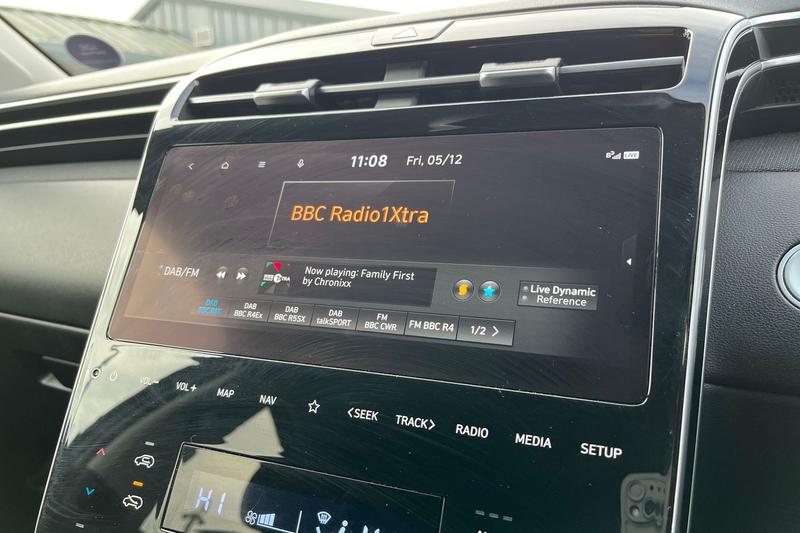 11:08 Fri, 05/12
LIVE
BBC Radio1Xtra
DAB/FM
Now playing: Family First
by Chronixx
Live Dynamic
Reference
DAB
DAB
BBC R4Ex
DAB
BBC R5SX
DAB
talkSPORT
FM
BBC CWR
FM BBC R4
1/2
VOL-
VOL+
MAP
NAV
SEEK
TRACK
RADIO
MEDIA
SETUP
HI